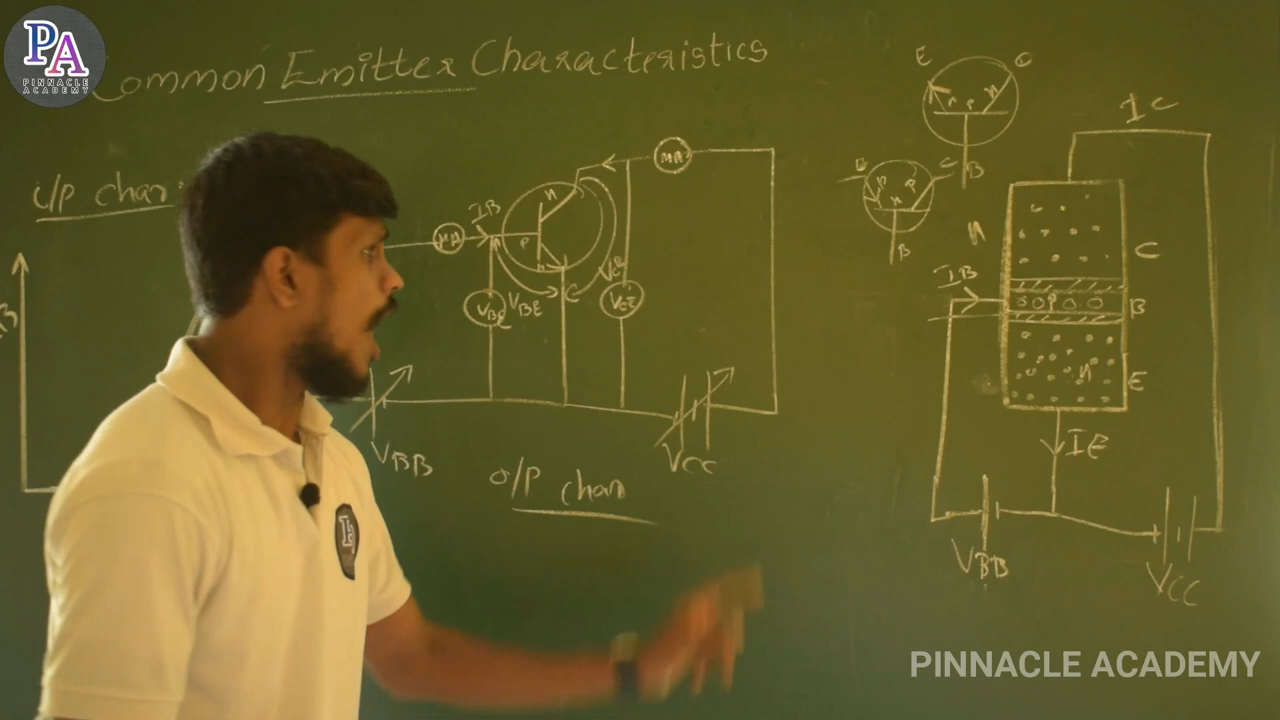 PA
PINNACLE
ACADEMY
Common Emitter Characteristics
i/p char
IB
MA
VBE
VBE
VCE
VCE
MA
n
P
VBB
VCC
o/p char
E
C
n P n
B
E
C
P n P
B
IC
n
C
IB
P
B
n
E
IE
VBB
VCC
PINNACLE ACADEMY